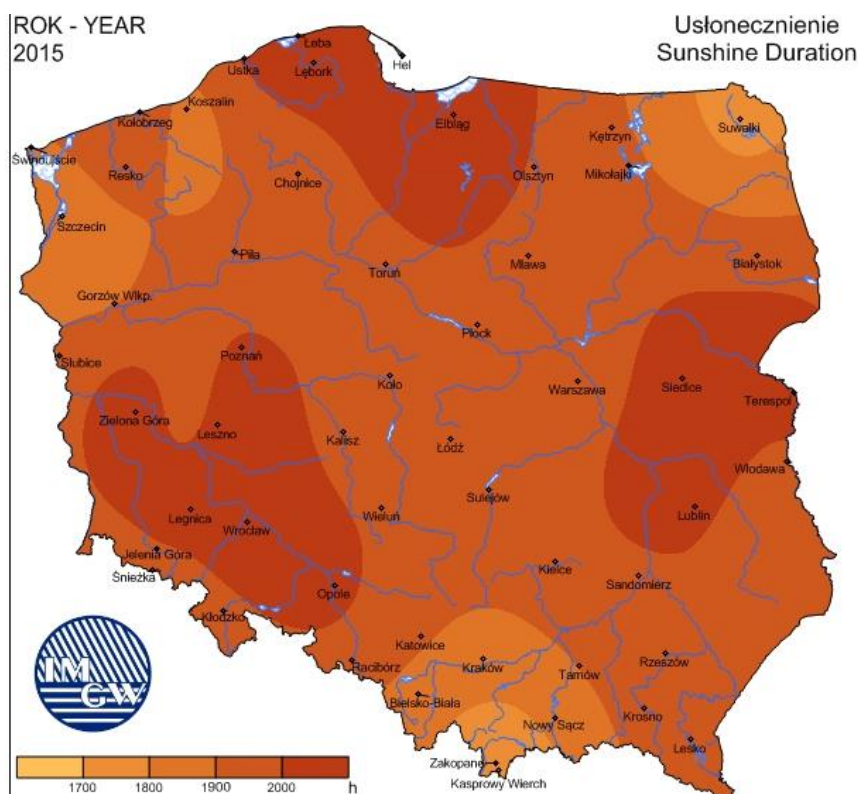 ROK - YEAR
2015
Usłonecznienie
Sunshine Duration
Łeba
Hel
Ustka
Lębork
Koszalin
Kołobrzeg
Elbląg
Suwałki
Kętrzyn
Świnoujście
Resko
Chojnice
Olsztyn
Mikołajki
Szczecin
Piła
Toruń
Mława
Białystok
Gorzów Wlkp.
Płock
Słubice
Poznań
Koło
Warszawa
Siedlce
Terespol
Zielona Góra
Leszno
Kalisz
Łódź
Włodawa
Sulejów
Legnica
Wrocław
Wieluń
Lublin
Jelenia Góra
Śnieżka
Kielce
Sandomierz
Opole
Kłodzko
Katowice
Racibórz
Kraków
Tarnów
Rzeszów
Bielsko-Biała
Nowy Sącz
Krosno
Lesko
Zakopane
Kasprowy Wierch
IM
GW
1700 1800 1900 2000 h